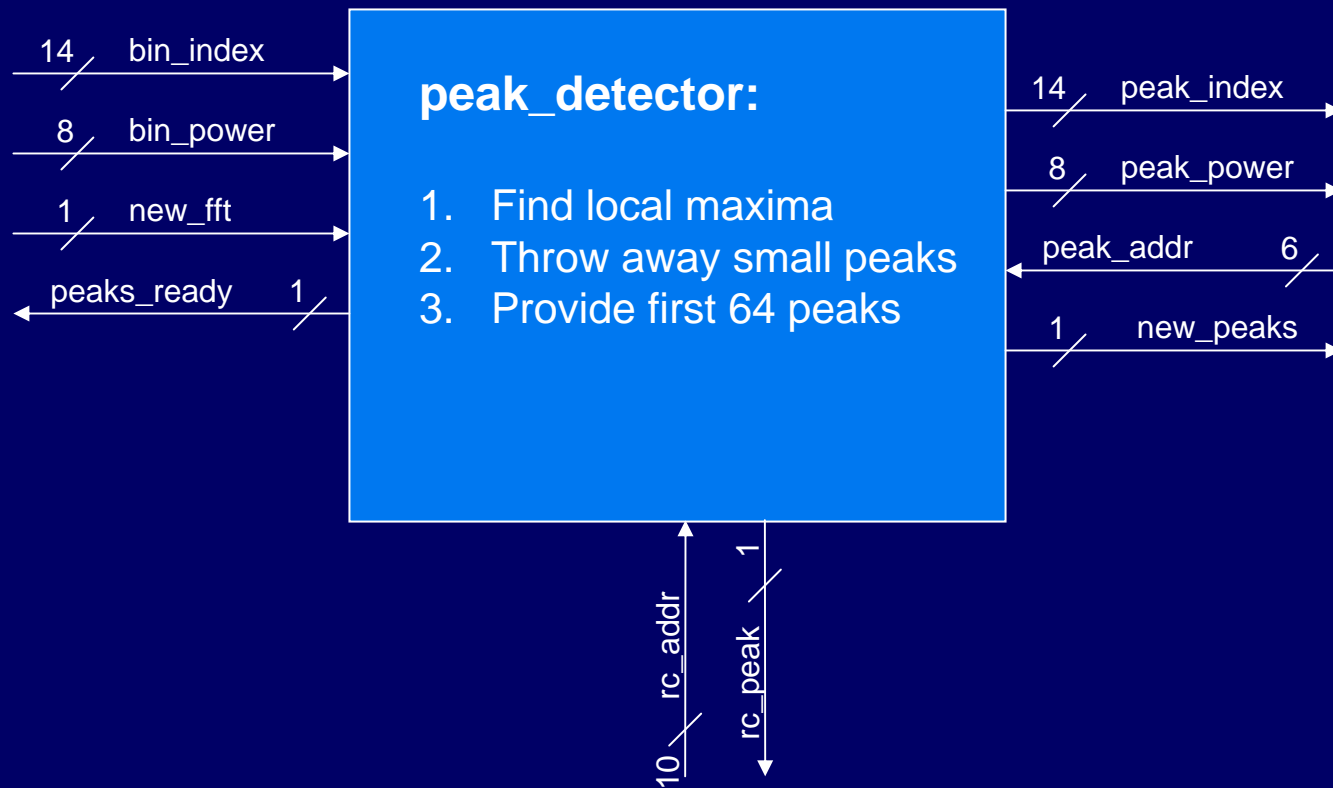 14 bin_index
8 bin_power
1 new_fft
peaks_ready 1
peak_detector:
1. Find local maxima
2. Throw away small peaks
3. Provide first 64 peaks
14 peak_index
8 peak_power
peak_addr 6
1 new_peaks
10 rc_addr
rc_peak 1